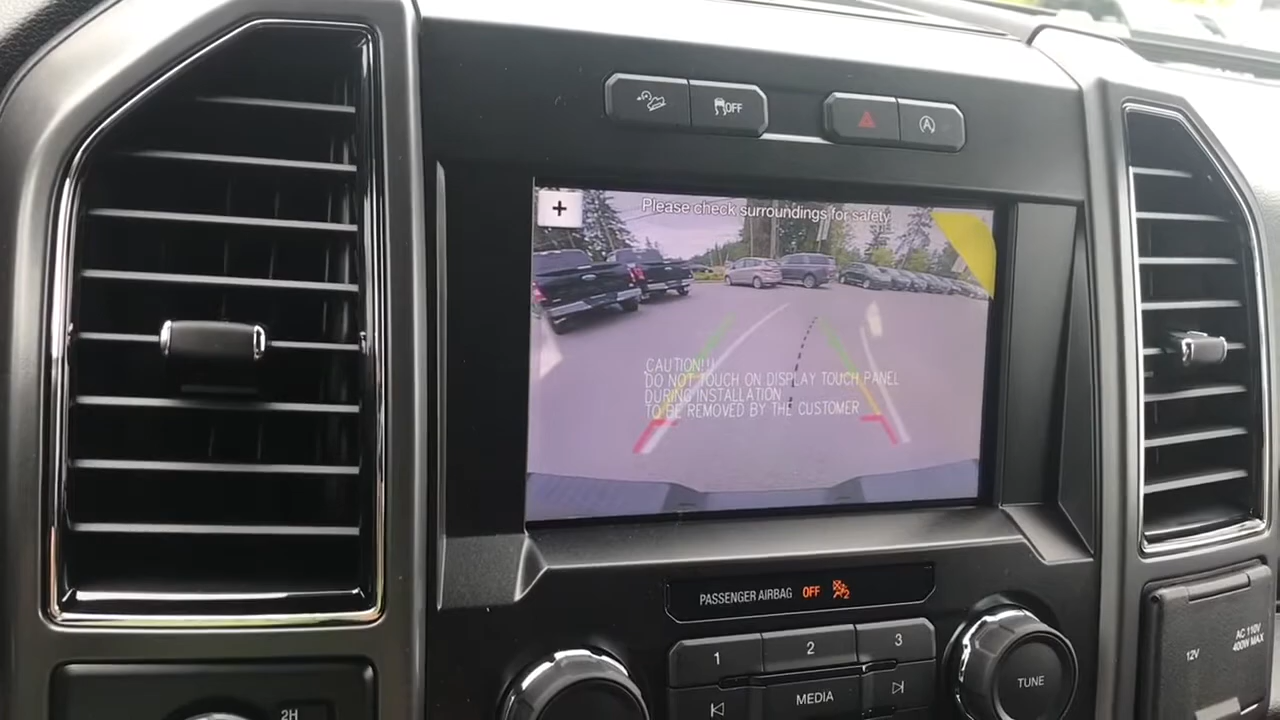 OFF
+
Please check surroundings for safety
CAUTION!!!
DO NOT TOUCH ON DISPLAY TOUCH PANEL
DURING INSTALLATION
TO BE REMOVED BY THE CUSTOMER
PASSENGER AIRBAG OFF 2
1 2 3
MEDIA
TUNE
2H
12V
AC 110V
400W MAX